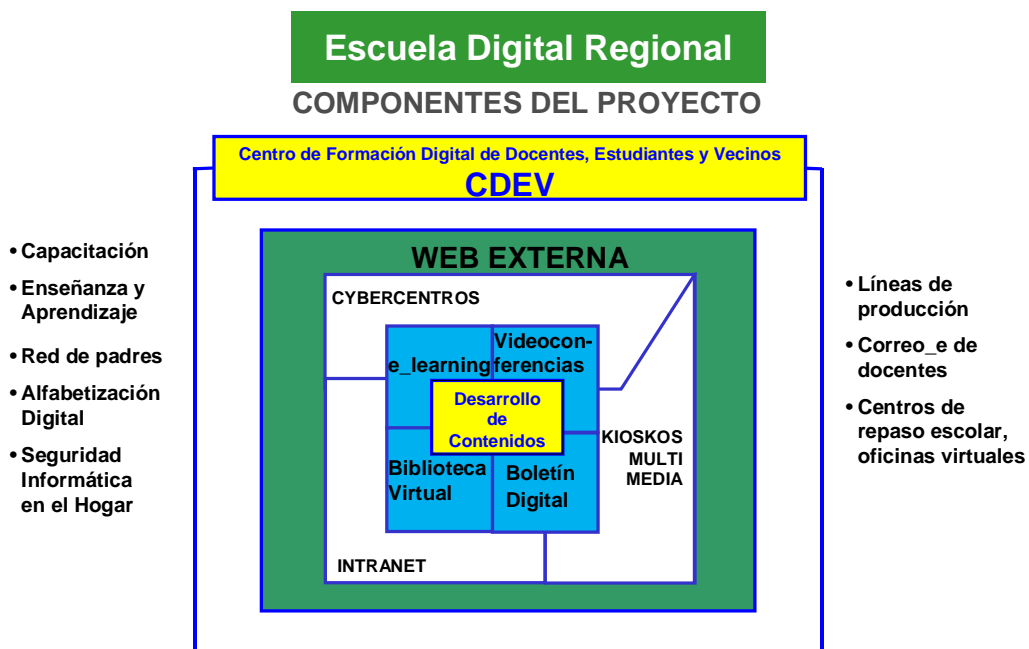 Escuela Digital Regional
COMPONENTES DEL PROYECTO
Centro de Formación Digital de Docentes, Estudiantes y Vecinos
CDEV
• Capacitación
• Enseñanza y
Aprendizaje
• Red de padres
• Alfabetización
Digital
• Seguridad
Informática
en el Hogar
WEB EXTERNA
CYBERCENTROS
e_learning
Videocon-
ferencias
Desarrollo
de
Contenidos
Biblioteca
Virtual
Boletín
Digital
KIOSKOS
MULTI
MEDIA
INTRANET
• Líneas de
producción
• Correo_e de
docentes
• Centros de
repaso escolar,
oficinas virtuales